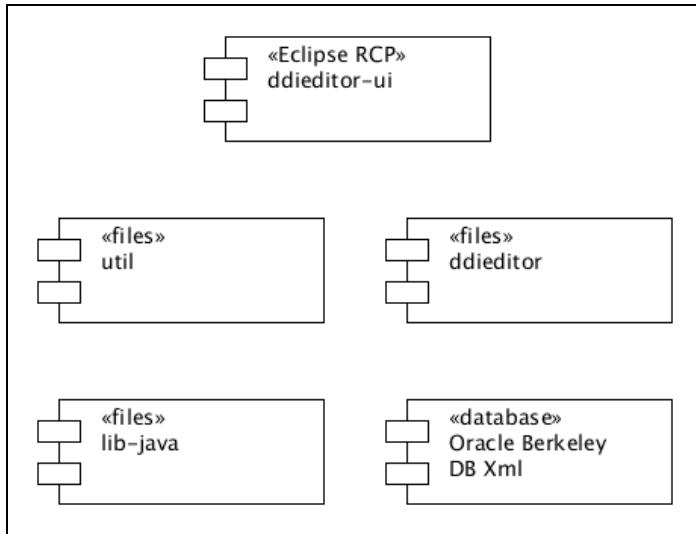 «Eclipse RCP»
ddieditor-ui
«files»
util
«files»
ddieditor
«files»
lib-java
«database»
Oracle Berkeley
DB Xml